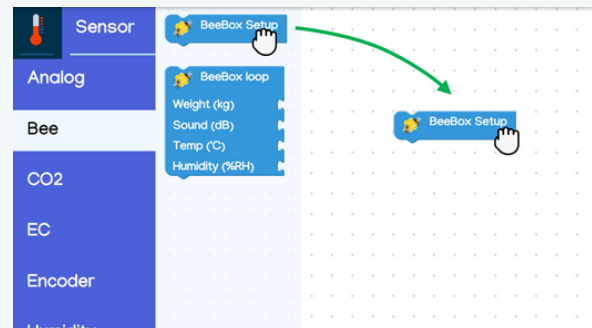 Sensor
Analog
Bee
CO2
EC
Encoder
Humidity
BeeBox Setup
BeeBox loop
Weight (kg)
Sound (dB)
Temp (°C)
Humidity (%RH)
BeeBox Setup